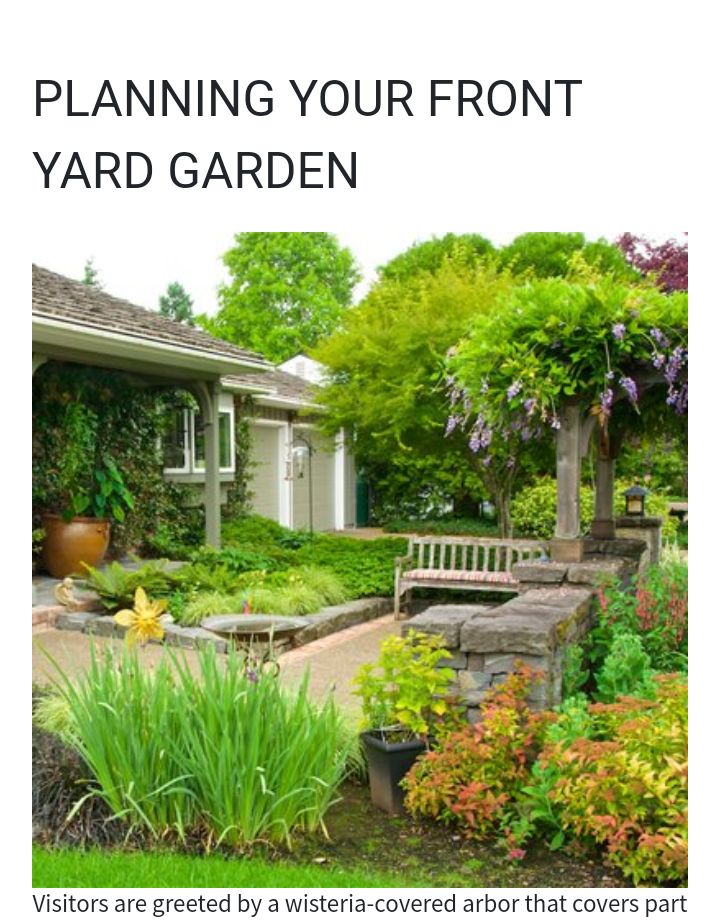 PLANNING YOUR FRONT
YARD GARDEN
Visitors are greeted by a wisteria-covered arbor that covers part